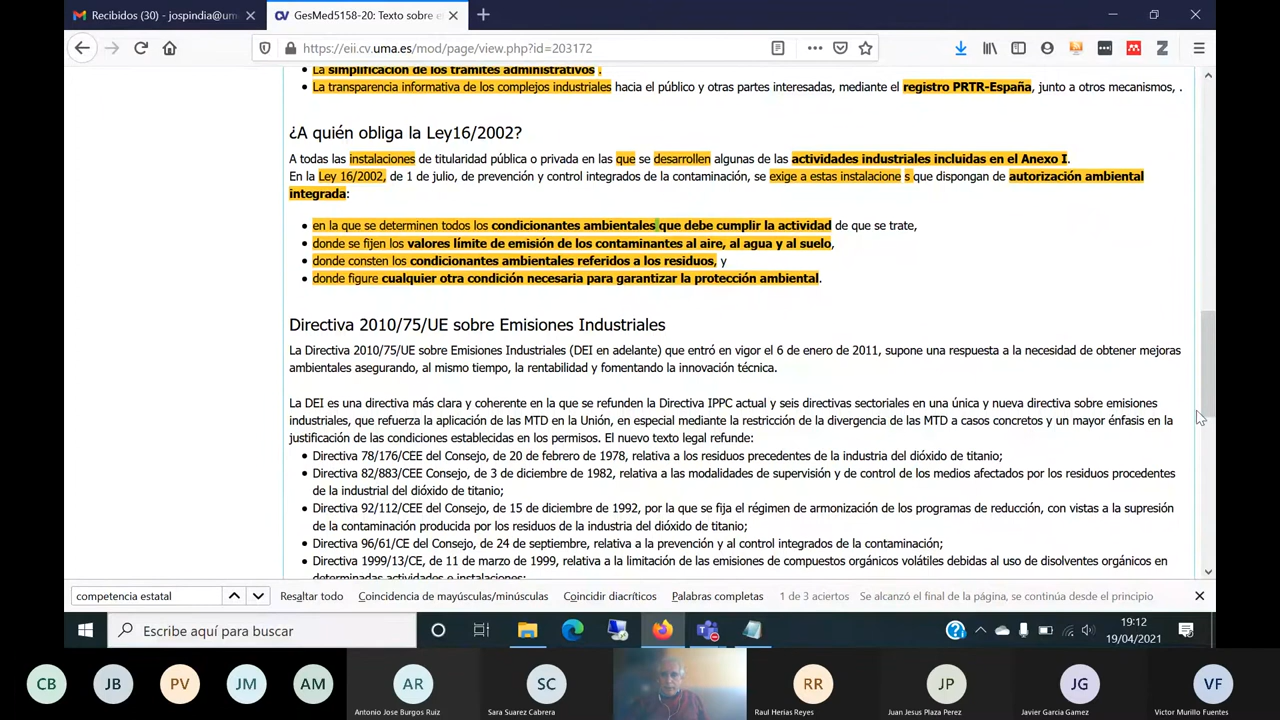 Recibidos (30) - jospindia@um
GesMed5158-20: Texto sobre e
https://eii.cv.uma.es/mod/page/view.php?id=203172
La simplificación de los trámites administrativos .
La transparencia informativa de los complejos industriales hacia el público y otras partes interesadas, mediante el registro PRTR-España, junto a otros mecanismos, .
¿A quién obliga la Ley16/2002?
A todas las instalaciones de titularidad pública o privada en las que se desarrollen algunas de las actividades industriales incluidas en el Anexo I.
En la Ley 16/2002, de 1 de julio, de prevención y control integrados de la contaminación, se exige a estas instalacione s que dispongan de autorización ambiental
integrada:
en la que se determinen todos los condicionantes ambientales que debe cumplir la actividad de que se trate,
donde se fijen los valores límite de emisión de los contaminantes al aire, al agua y al suelo,
donde consten los condicionantes ambientales referidos a los residuos, y
donde figure cualquier otra condición necesaria para garantizar la protección ambiental.
Directiva 2010/75/UE sobre Emisiones Industriales
La Directiva 2010/75/UE sobre Emisiones Industriales (DEI en adelante) que entró en vigor el 6 de enero de 2011, supone una respuesta a la necesidad de obtener mejoras
ambientales asegurando, al mismo tiempo, la rentabilidad y fomentando la innovación técnica.
La DEI es una directiva más clara y coherente en la que se refunden la Directiva IPPC actual y seis directivas sectoriales en una única y nueva directiva sobre emisiones
industriales, que refuerza la aplicación de las MTD en la Unión, en especial mediante la restricción de la divergencia de las MTD a casos concretos y un mayor énfasis en la
justificación de las condiciones establecidas en los permisos. El nuevo texto legal refunde:
Directiva 78/176/CEE del Consejo, de 20 de febrero de 1978, relativa a los residuos precedentes de la industria del dióxido de titanio;
Directiva 82/883/CEE Consejo, de 3 de diciembre de 1982, relativa a las modalidades de supervisión y de control de los medios afectados por los residuos procedentes
de la industrial del dióxido de titanio;
Directiva 92/112/CEE del Consejo, de 15 de diciembre de 1992, por la que se fija el régimen de armonización de los programas de reducción, con vistas a la supresión
de la contaminación producida por los residuos de la industria del dióxido de titanio;
Directiva 96/61/CE del Consejo, de 24 de septiembre, relativa a la prevención y al control integrados de la contaminación;
Directiva 1999/13/CE, de 11 de marzo de 1999, relativa a la limitación de las emisiones de compuestos orgánicos volátiles debidas al uso de disolventes orgánicos en
determinadas actividades e instalaciones;
competencia estatal Resaltar todo Coincidencia de mayúsculas/minúsculas Coincidir diacríticos Palabras completas 1 de 3 aciertos Se alcanzó el final de la página, se continúa desde el principio
Escribe aquí para buscar
19:12
19/04/2021
CB JB PV JM AM AR SC RR JP JG VF
Antonio Jose Burgos Ruiz Sara Suarez Cabrera Raul Herias Reyes Juan Jesus Plaza Perez Javier Garcia Gamez Victor Murillo Fuentes